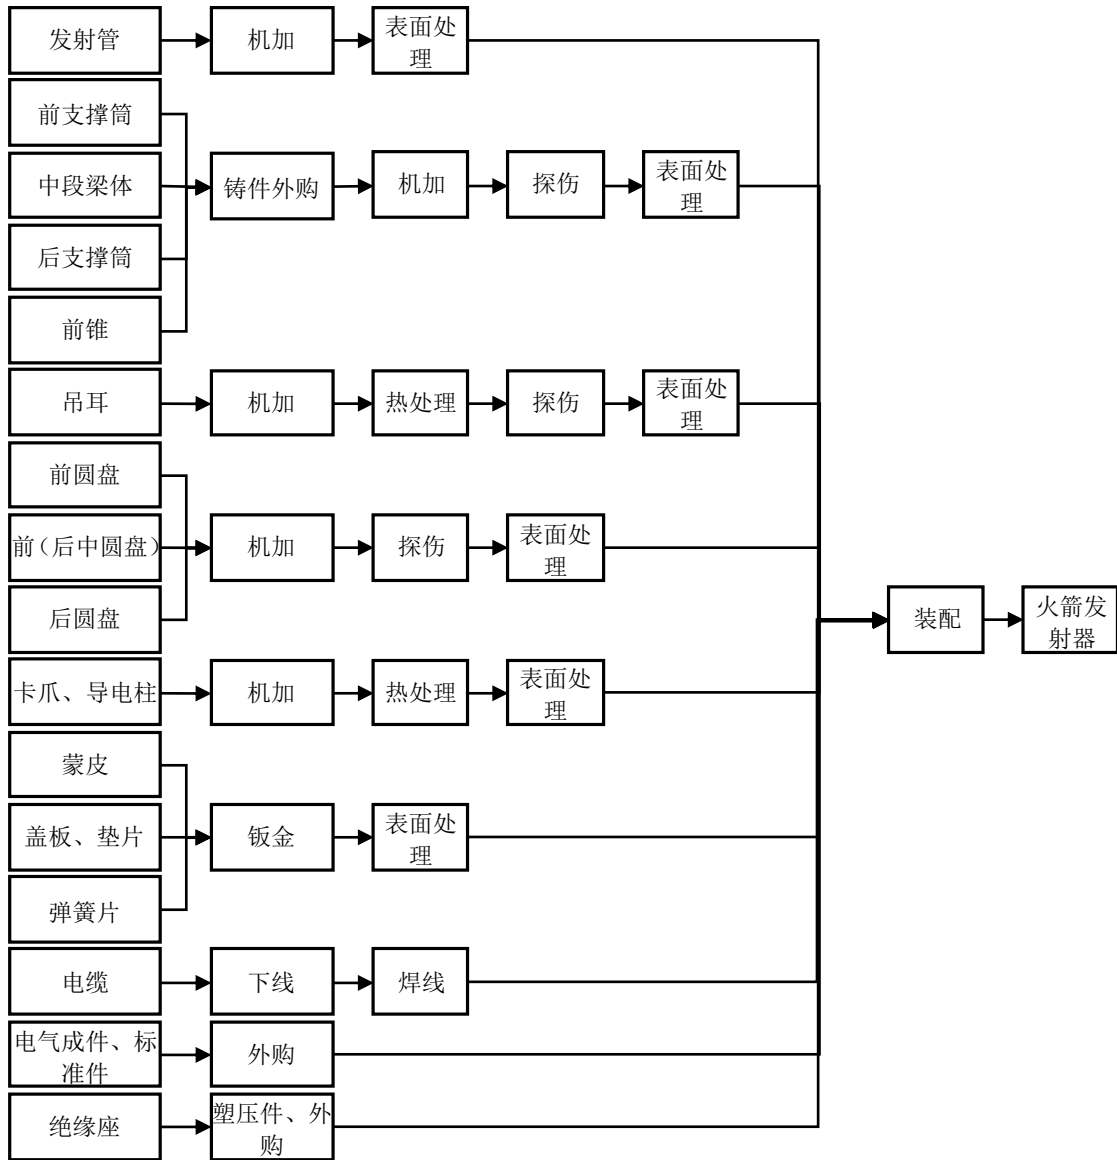 发射管
机加
表面处
理
前支撑筒
中段梁体
后支撑筒
前锥
铸件外购
机加
探伤
表面处
理
吊耳
机加
热处理
探伤
表面处
理
前圆盘
前（后中圆盘）
后圆盘
机加
探伤
表面处
理
卡爪、导电柱
机加
热处理
表面处
理
蒙皮
盖板、垫片
弹簧片
钣金
表面处
理
电缆
下线
焊线
电气成件、标
准件
外购
绝缘座
塑压件、外
购
装配
火箭发
射器